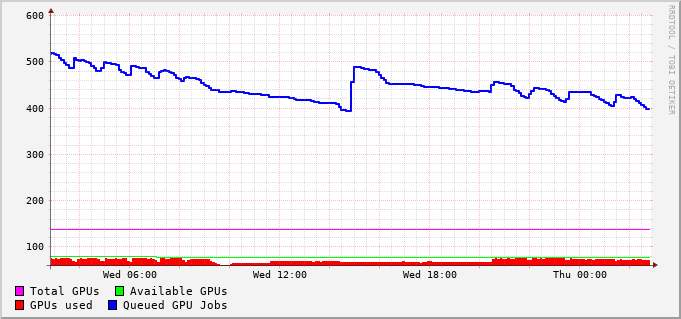 600
500
400
300
200
100
Wed 06:00 Wed 12:00 Wed 18:00 Thu 00:00
Total GPUs Available GPUs
GPUs used Queued GPU Jobs
RRDTOOL / TOBI OETIKER